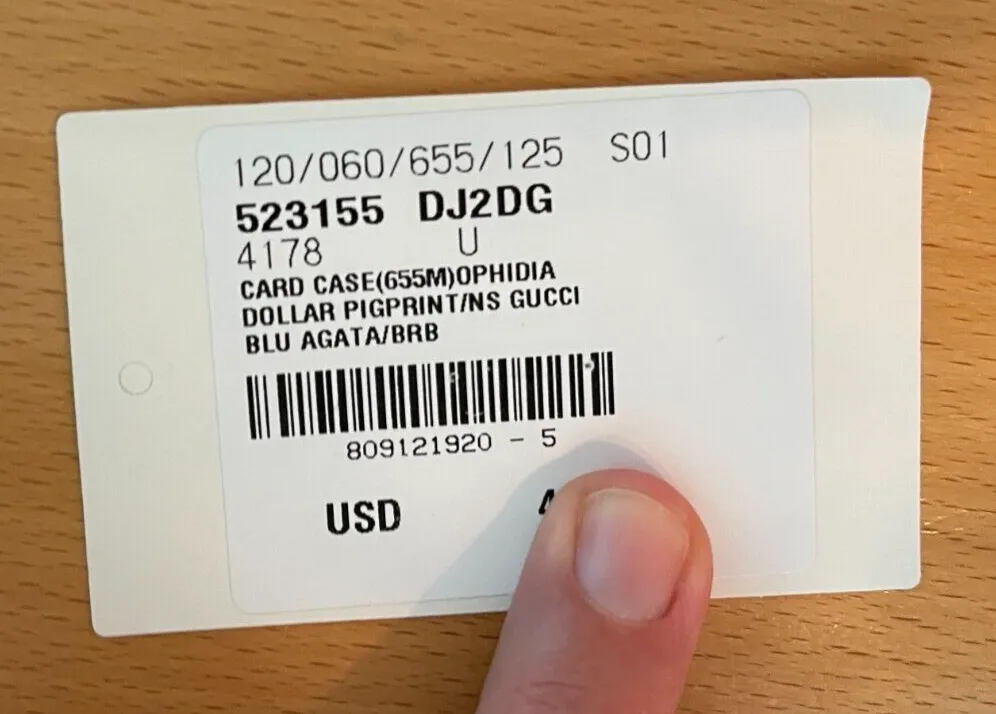 120/060/655/125 S01
523155 DJ2DG
4178 U
CARD CASE(655M)OPHIDIA
DOLLAR PIGPRINT/NS GUCCI
BLU AGATA/BRB
809121920 - 5
USD